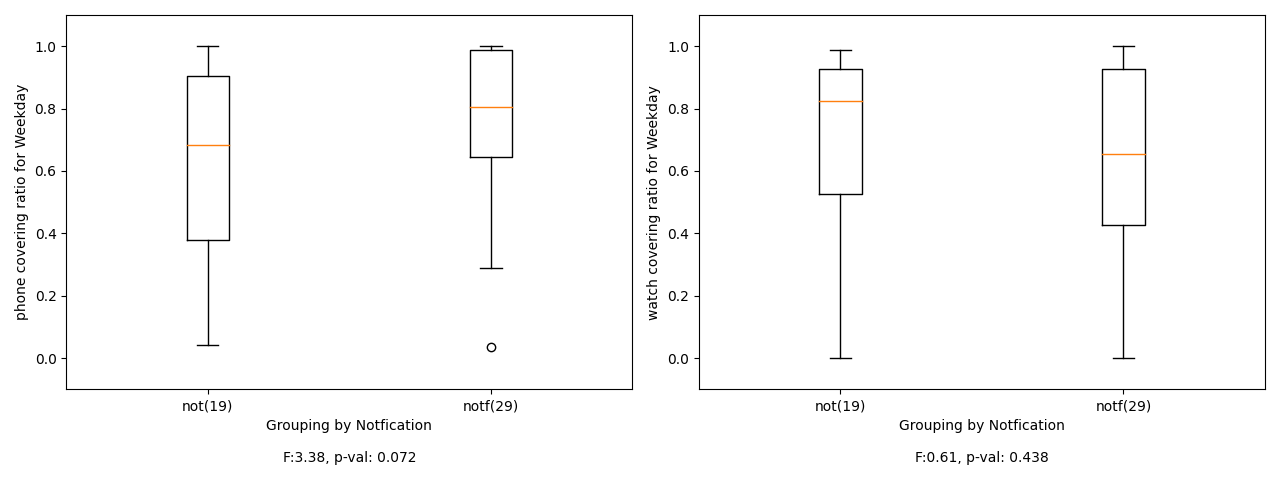 phone covering ratio for Weekday
1.0
0.8
0.6
0.4
0.2
0.0
not(19)
notf(29)
Grouping by Notfication
F:3.38, p-val: 0.072
watch covering ratio for Weekday
1.0
0.8
0.6
0.4
0.2
0.0
not(19)
notf(29)
Grouping by Notfication
F:0.61, p-val: 0.438